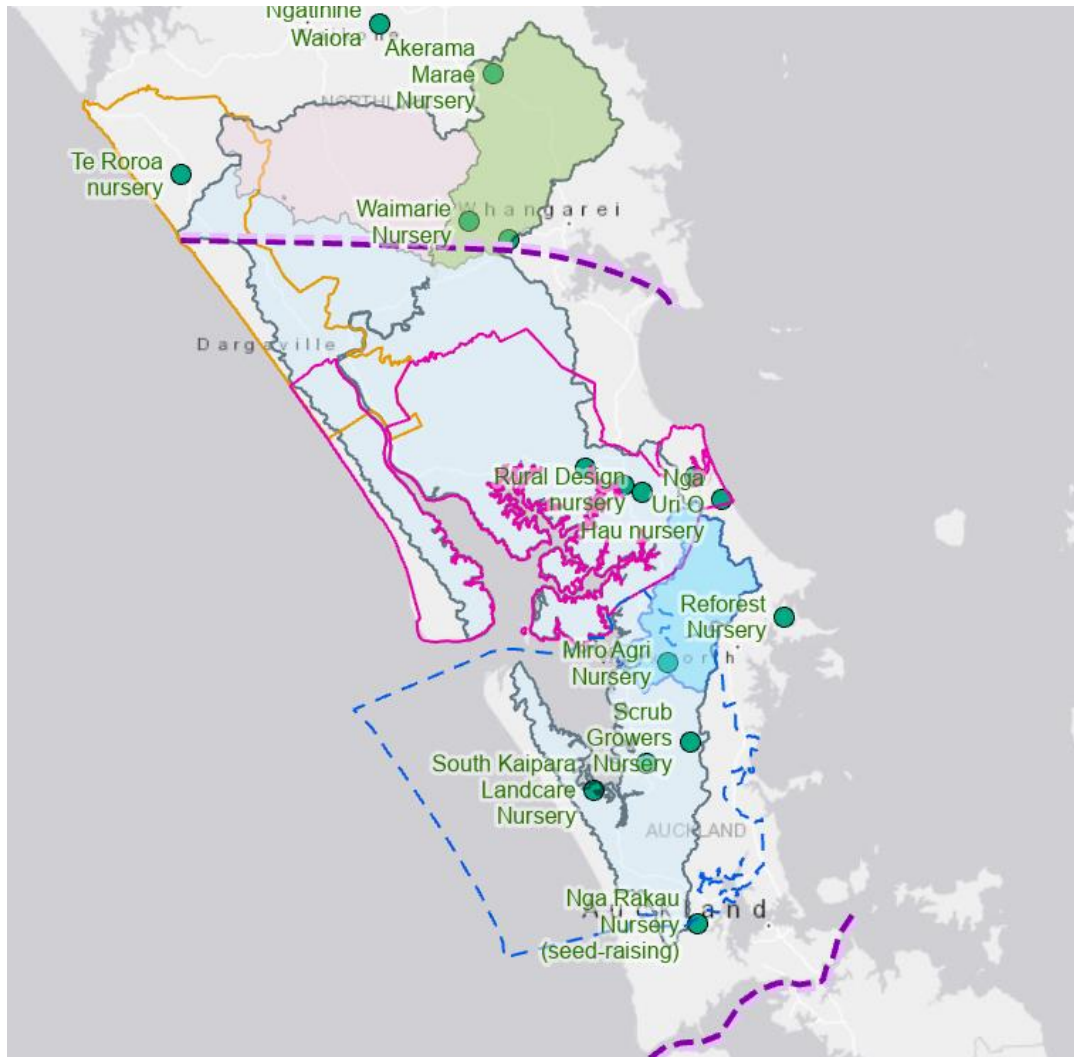 Ngatihine
Waiora
Akerama
Marae
Nursery
Te Roroa
nursery
Waimarie
Nursery
Whangarei
Dargaville
Rural Design
nursery
Nga
Uri O
Hau nursery
Reforest
Nursery
Miro Agri
Nursery
Scrub
Growers
Nursery
South Kaipara
Landcare
Nursery
AUCKLAND
Nga Rakau
Nursery
(seed-raising)
Auckland